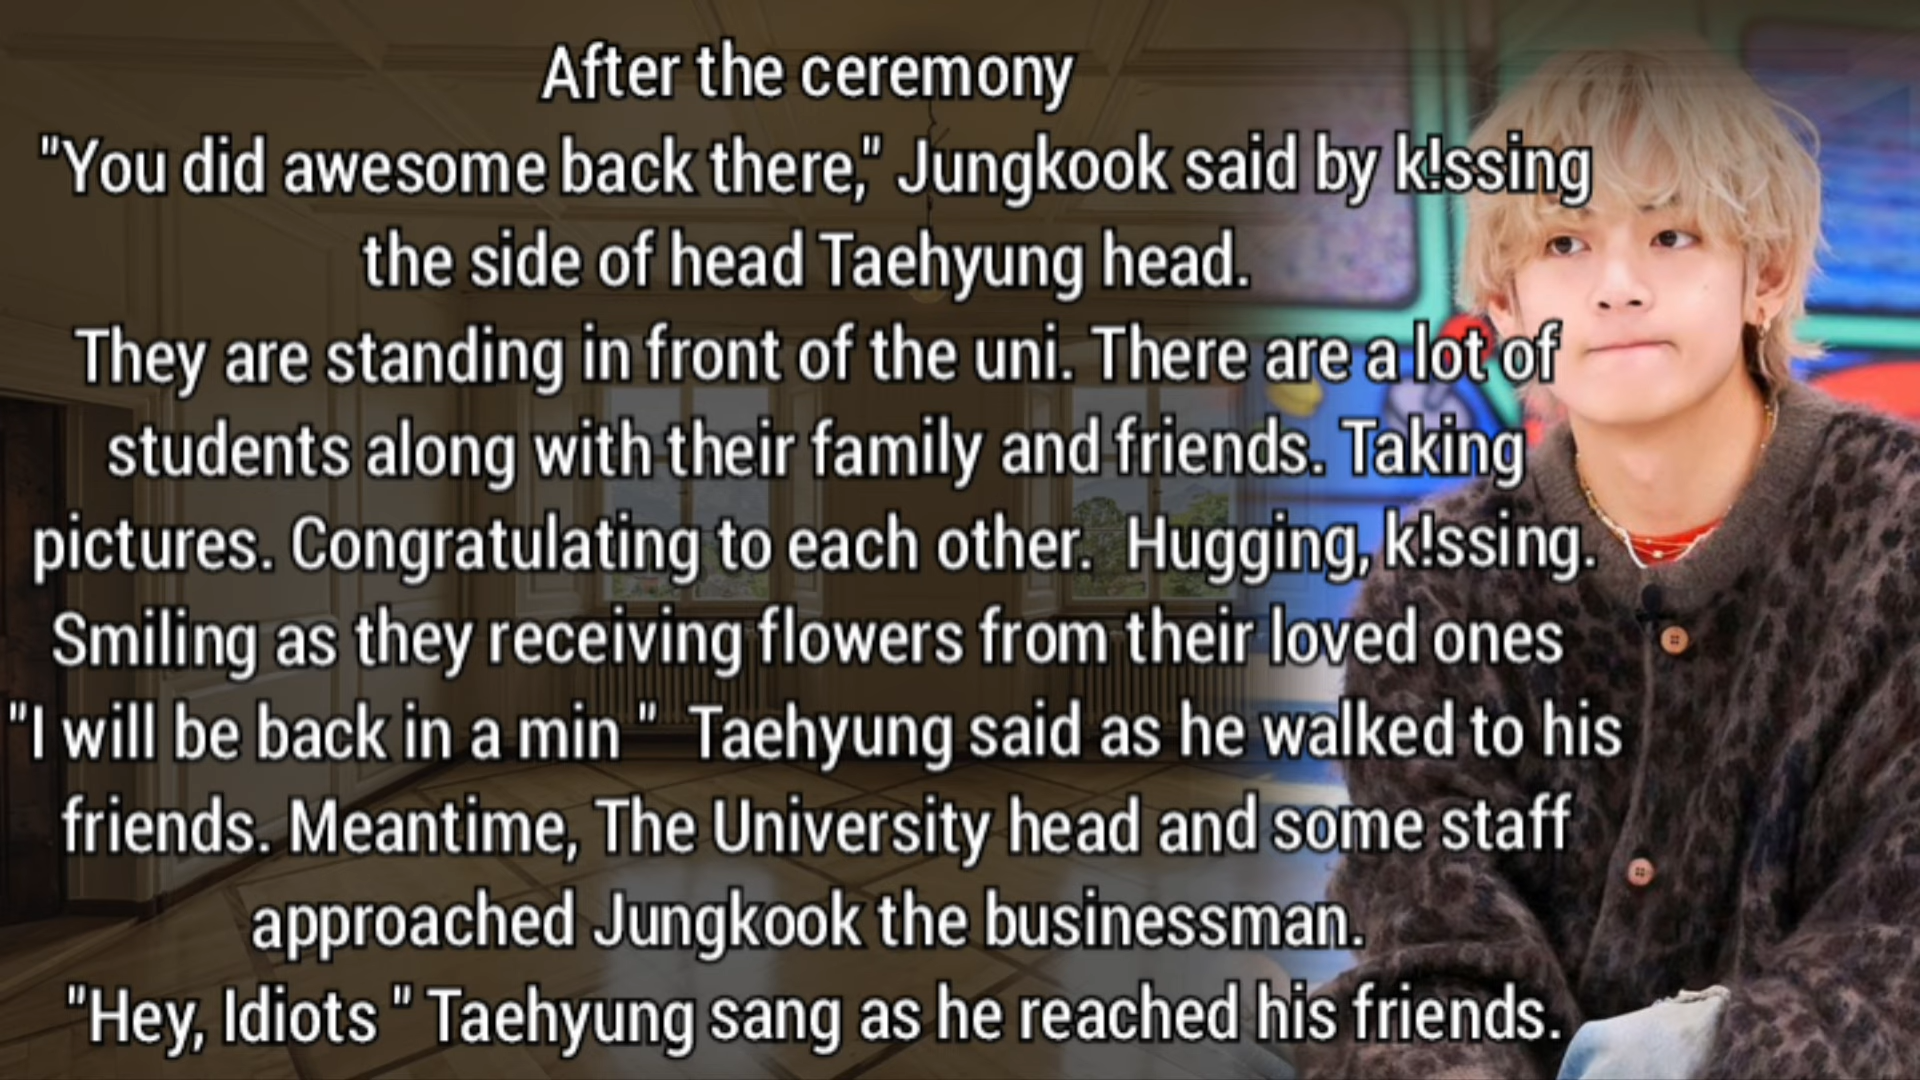 After the ceremony
"You did awesome back there," Jungkook said by k!ssing
the side of head Taehyung head.
They are standing in front of the uni. There are a lot of
students along with their family and friends. Taking
pictures. Congratulating to each other.  Hugging, k!ssing.
Smiling as they receiving flowers from their loved ones
"I will be back in a min "  Taehyung said as he walked to his
friends. Meantime, The University head and some staff
approached Jungkook the businessman.
"Hey, Idiots " Taehyung sang as he reached his friends.